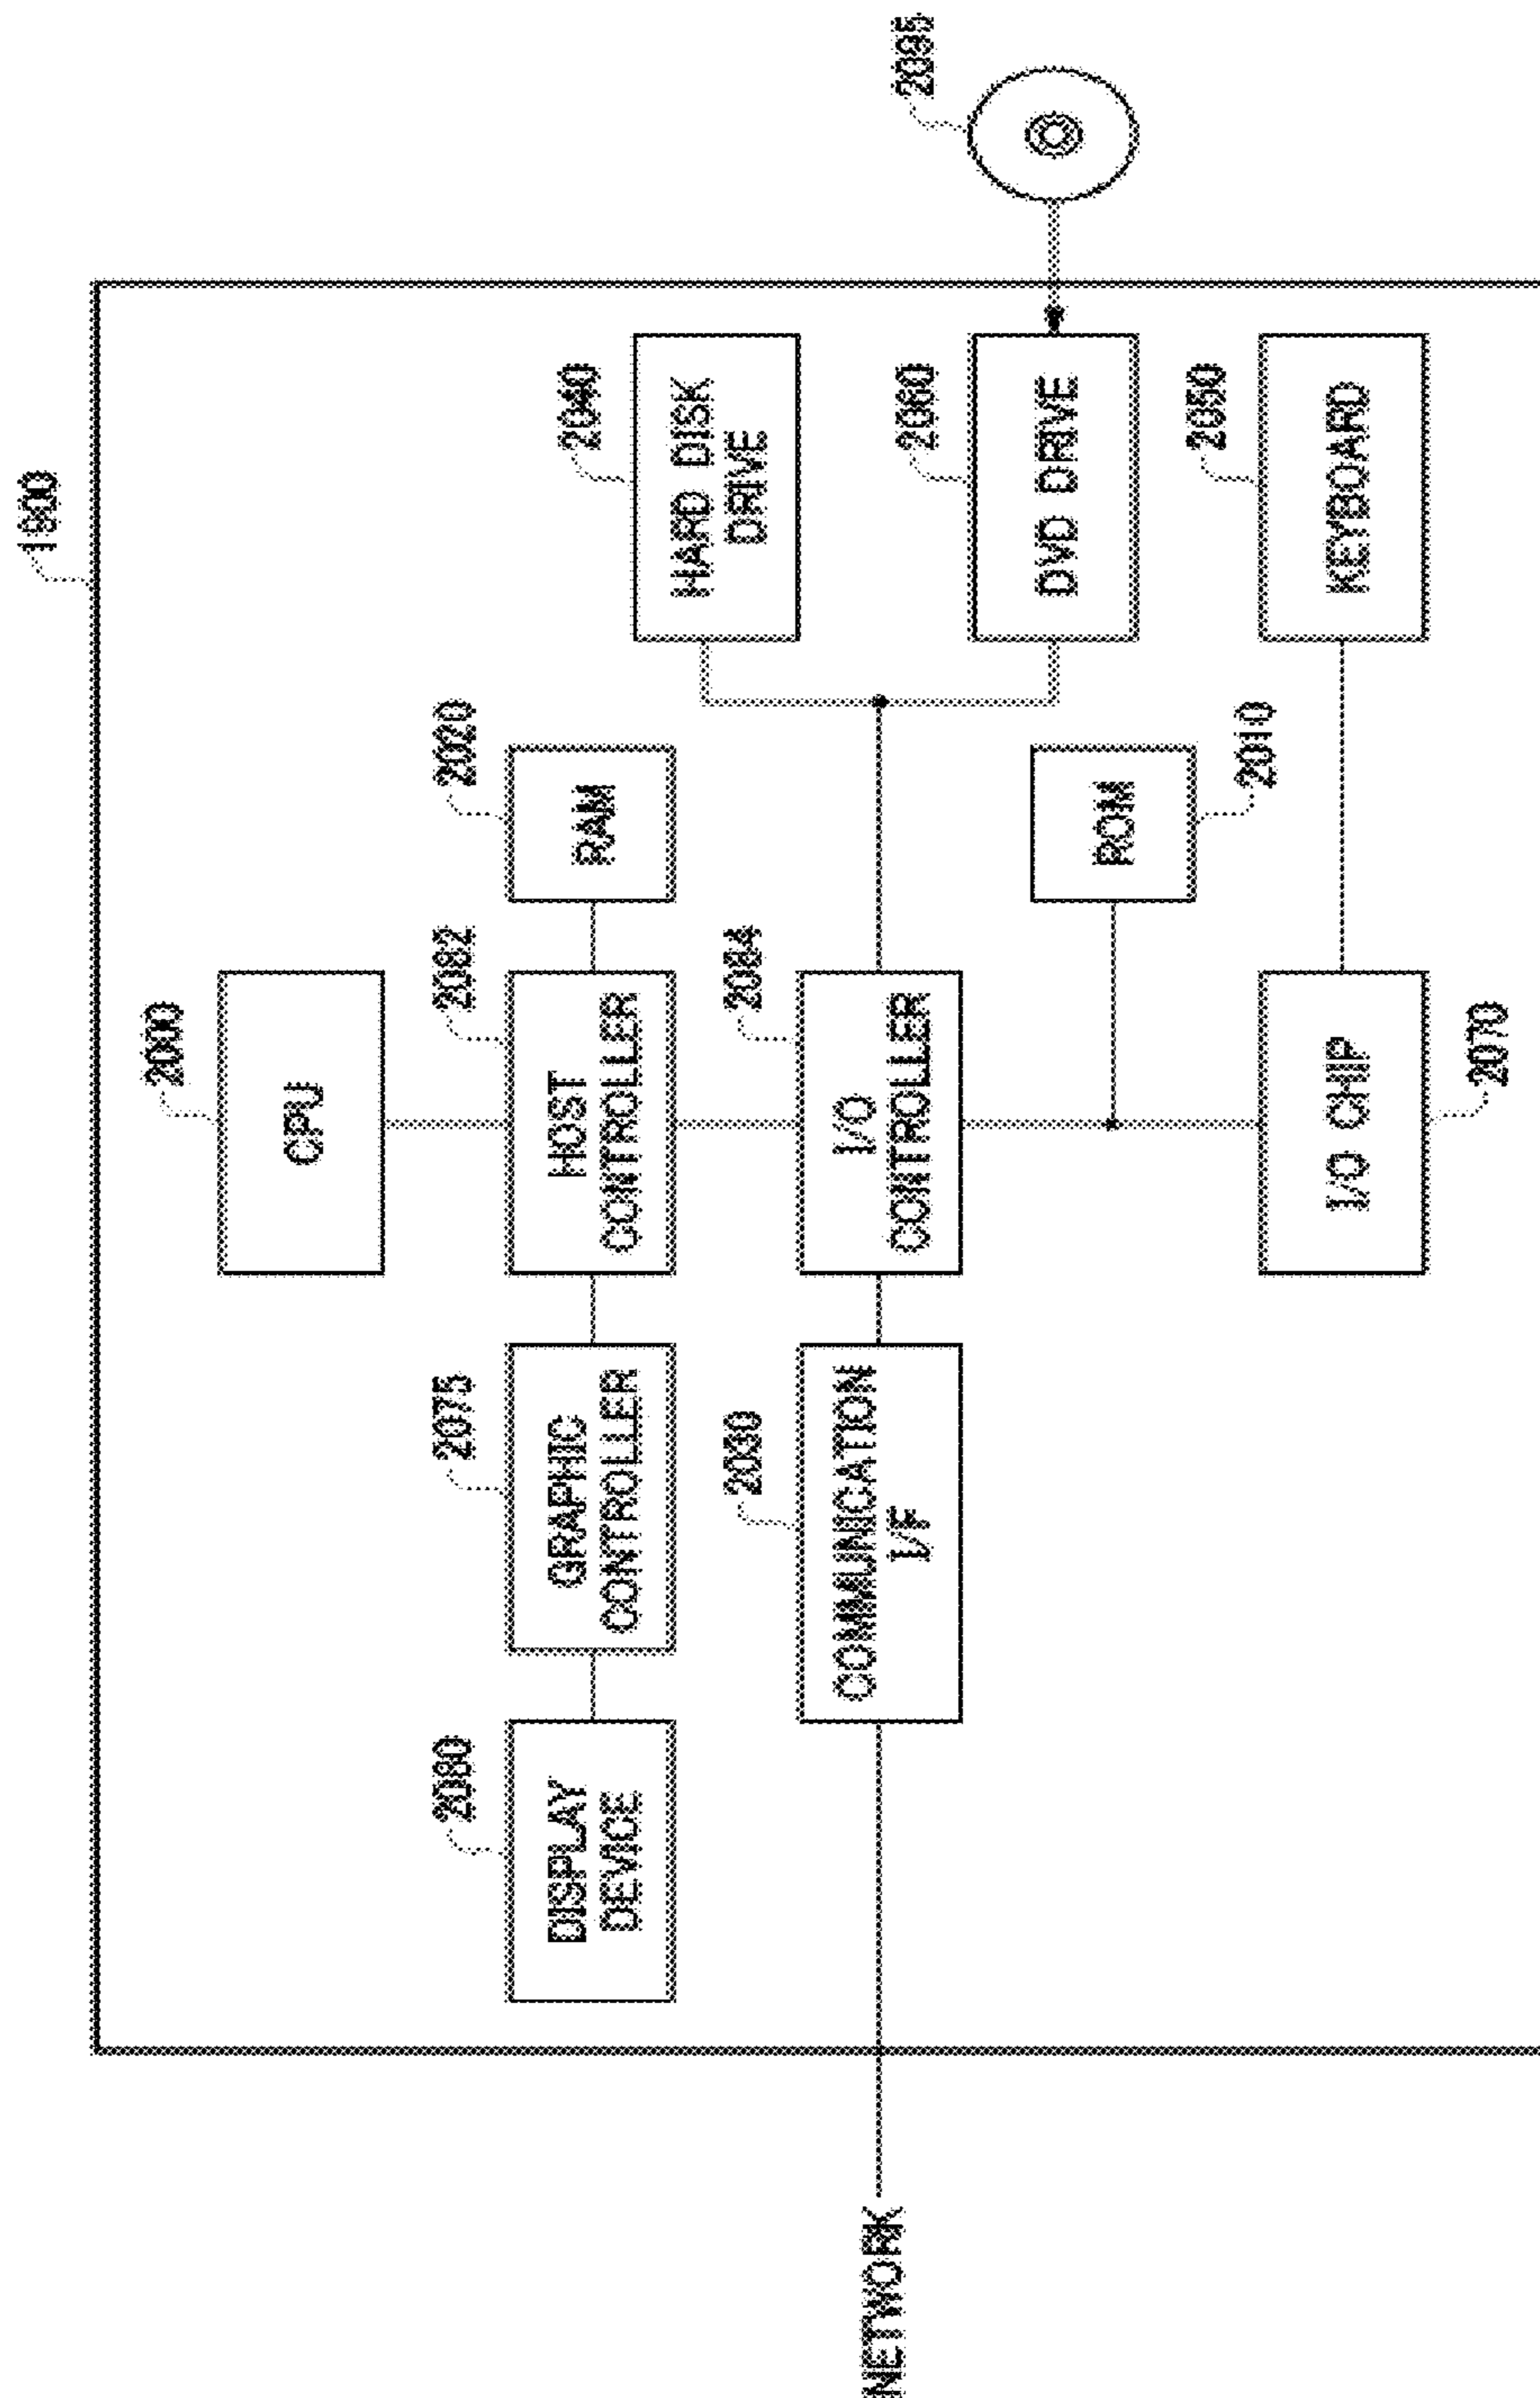 1900
2000
CPU
2080
DISPLAY
DEVICE
2075
GRAPHIC
CONTROLLER
2082
HOST
CONTROLLER
2020
RAM
2040
HARD DISK
DRIVE
NETWORK
2030
COMMUNICATION
I/F
2084
I/O
CONTROLLER
2060
DVD DRIVE
2095
ROM
2010
I/O CHIP
2070
2050
KEYBOARD